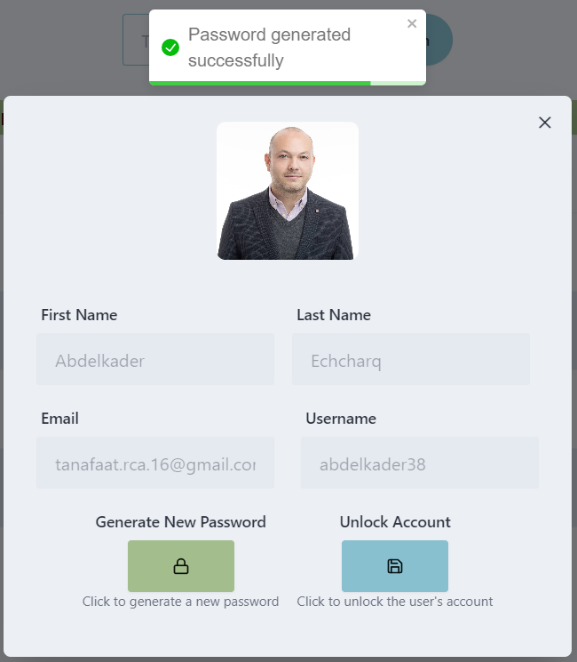 Password generated
successfully
First Name
Last Name
Abdelkader
Echcharq
Email
Username
tanafaat.rca.16@gmail.cor
abdelkader38
Generate New Password
Unlock Account
Click to generate a new password
Click to unlock the user's account